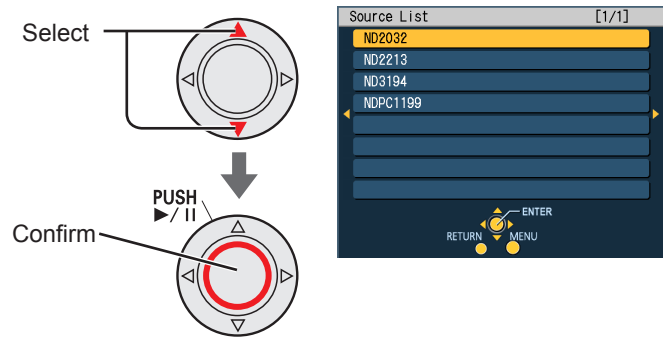 Select
PUSH
▶/II
Confirm
Source List [1/1]
ND2032
ND2213
ND3194
NDPC1199
ENTER
RETURN MENU